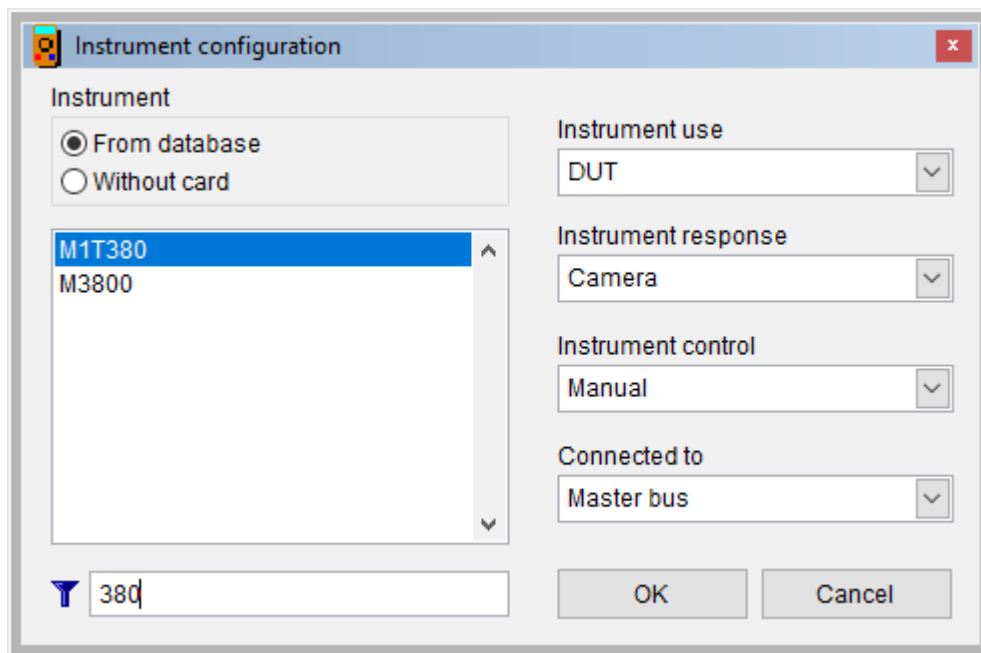 Instrument configuration
Instrument
From database
Without card
M1T380
M3800
380
Instrument use
DUT
Instrument response
Camera
Instrument control
Manual
Connected to
Master bus
OK
Cancel